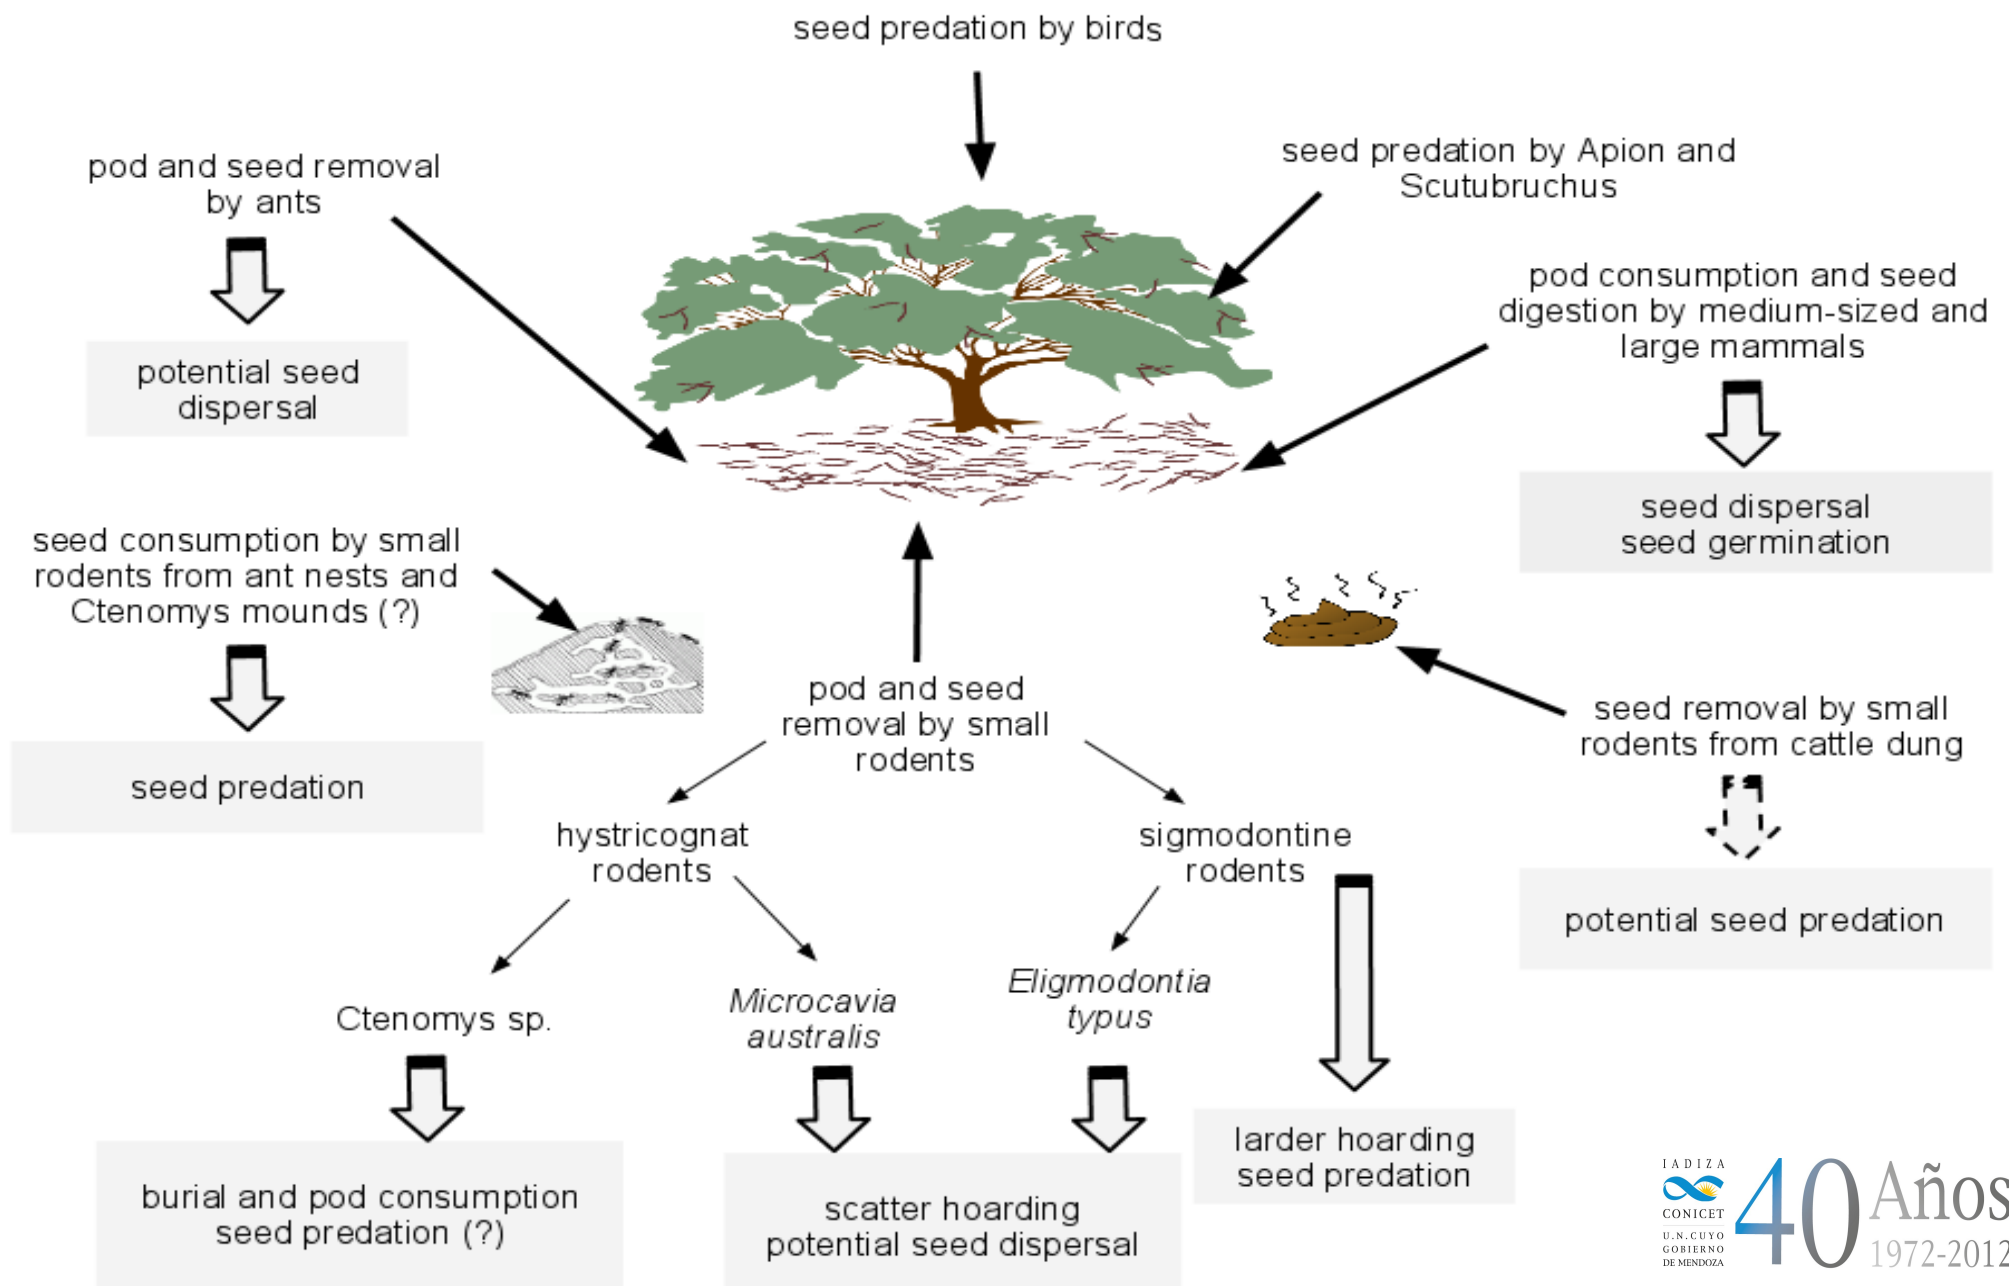 seed predation by birds
pod and seed removal
by ants
seed predation by Apion and
Scutubruchus
pod consumption and seed
digestion by medium-sized and
large mammals
potential seed
dispersal
seed dispersal
seed germination
seed consumption by small
rodents from ant nests and
Ctenomys mounds (?)
seed predation
pod and seed
removal by small
rodents
seed removal by small
rodents from cattle dung
hystricognat
rodents
sigmodontine
rodents
potential seed predation
Ctenomys sp.
Microcavia
australis
Eligmodontia
typus
burial and pod consumption
seed predation (?)
scatter hoarding
potential seed dispersal
larder hoarding
seed predation
IADIZA
CONICET
U.N.CUYO
GOBIERNO
DE MENDOZA
40 Años
1972-2012